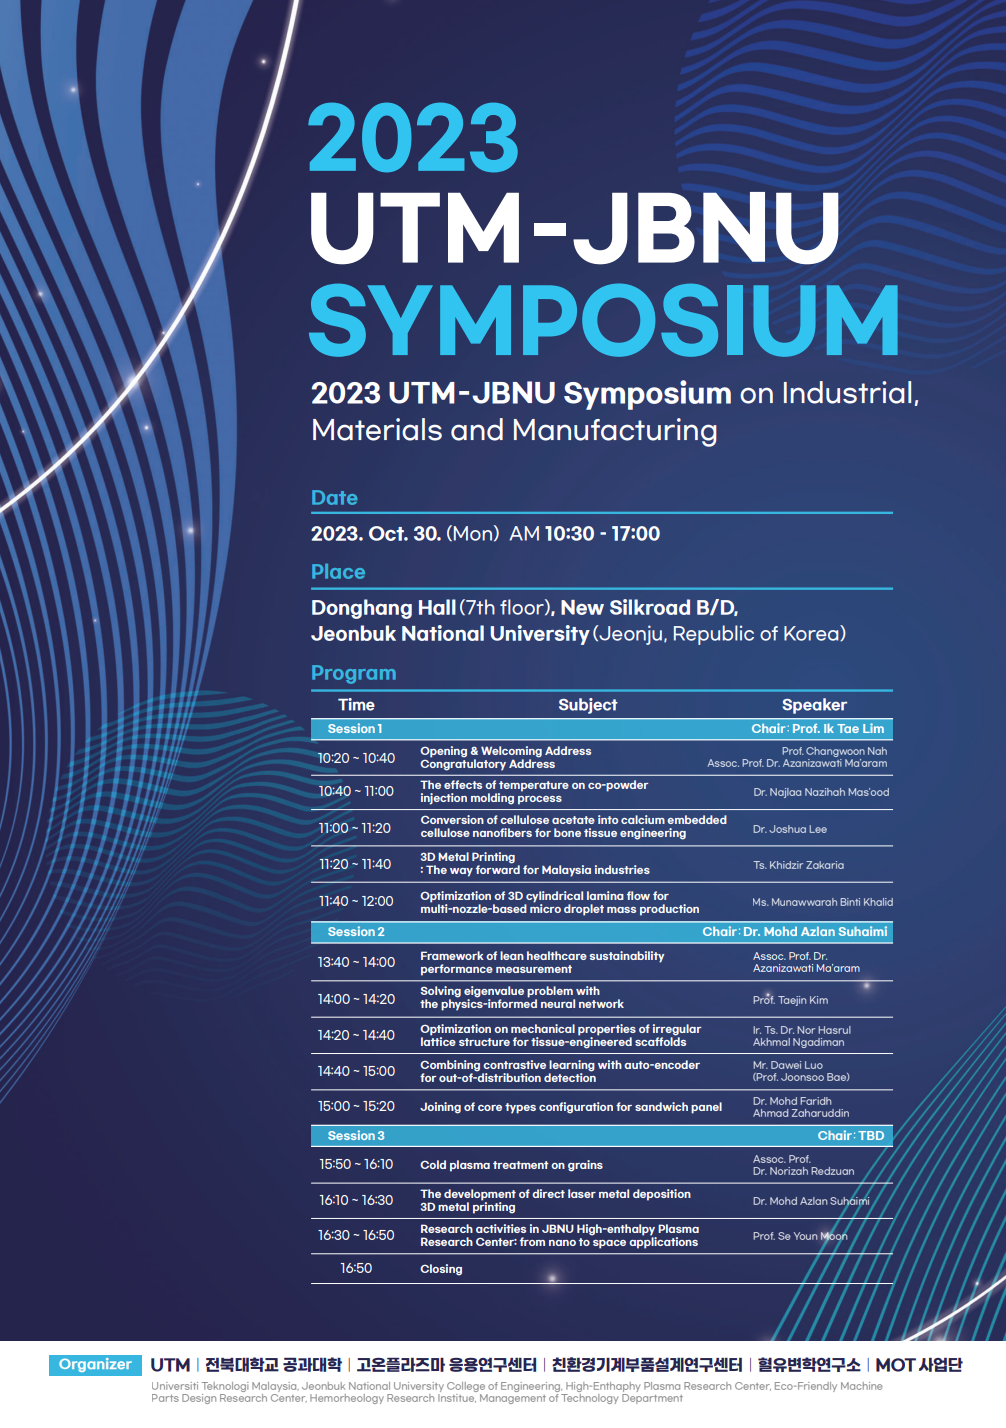 2023
UTM-JBNU
SYMPOSIUM
2023 UTM-JBNU Symposium on Industrial,
Materials and Manufacturing
Date
2023. Oct. 30. (Mon) AM 10:30 - 17:00
Place
Donghang Hall (7th floor), New Silkroad B/D,
Jeonbuk National University (Jeonju, Republic of Korea)
Program
Time Subject Speaker
Session 1 Chair: Prof. Ik Tae Lim
10:20 ~ 10:40 Opening & Welcoming Address Prof. Changwoon Nah
Congratulatory Address Assoc. Prof. Dr. Azanizawati Ma'aram
10:40 ~ 11:00 The effects of temperature on co-powder
injection molding process Dr. Najlaa Nazihah Mas'ood
11:00 ~ 11:20 Conversion of cellulose acetate into calcium embedded
cellulose nanofibers for bone tissue engineering Dr. Joshua Lee
11:20 ~ 11:40 3D Metal Printing
: The way forward for Malaysia industries Ts. Khidzir Zakaria
11:40 ~ 12:00 Optimization of 3D cylindrical lamina flow for
multi-nozzle-based micro droplet mass production Ms. Munawwarah Binti Khalid
Session 2 Chair: Dr. Mohd Azlan Suhaimi
13:40 ~ 14:00 Framework of lean healthcare sustainability Assoc. Prof. Dr.
performance measurement Azanizawati Ma'aram
14:00 ~ 14:20 Solving eigenvalue problem with
the physics-informed neural network Prof. Taejin Kim
14:20 ~ 14:40 Optimization on mechanical properties of irregular Ir. Ts. Dr. Nor Hasrul
lattice structure for tissue-engineered scaffolds Akhmal Ngadiman
14:40 ~ 15:00 Combining contrastive learning with auto-encoder Mr. Dawei Luo
for out-of-distribution detection (Prof. Joonsoo Bae)
15:00 ~ 15:20 Joining of core types configuration for sandwich panel Dr. Mohd Faridh
Ahmad Zaharuddin
Session 3 Chair: TBD
15:50 ~ 16:10 Cold plasma treatment on grains Assoc. Prof.
Dr. Norizah Redzuan
16:10 ~ 16:30 The development of direct laser metal deposition
3D metal printing Dr. Mohd Azlan Suhaimi
16:30 ~ 16:50 Research activities in JBNU High-enthalpy Plasma
Research Center: from nano to space applications Prof. Se Youn Moon
16:50 Closing
Organizer UTM | 전북대학교 공과대학 | 고온플라즈마 응용연구센터 | 친환경기계부품설계연구센터 | 혈유변학연구소 | MOT 사업단
Universiti Teknologi Malaysia, Jeonbuk National University College of Engineering, High-Enthaphy Plasma Research Center, Eco-Friendly Machine
Parts Design Research Center, Hemorheology Research Institue, Management of Technology Department